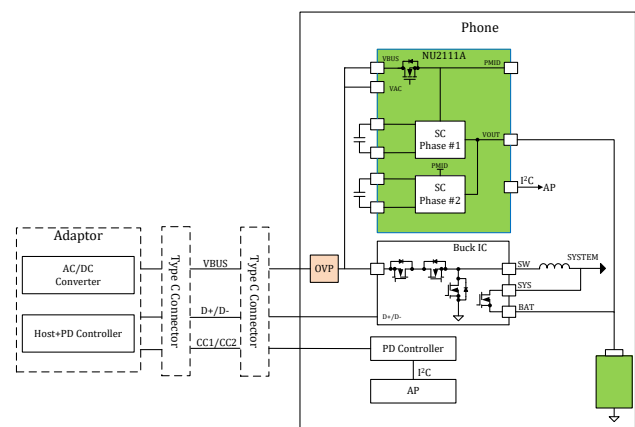 Phone
NU2111A
VBUS
PMID
VAC
SC
Phase #1
VOUT
PMID
SC
Phase #2
I²C
AP
Adaptor
AC/DC
Converter
Host+PD Controller
Type C Connector
VBUS
D+/D-
CC1/CC2
Type C Connector
OVP
Buick IC
SW
SYSTEM
SYS
BAT
D+/D-
PD Controller
I²C
AP